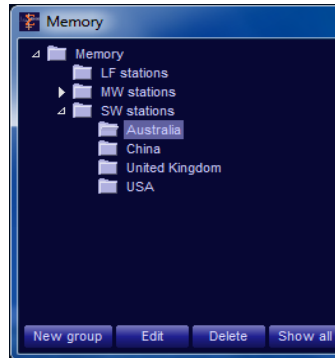 Memory
Memory
LF stations
MW stations
SW stations
Australia
China
United Kingdom
USA
New group Edit Delete Show all